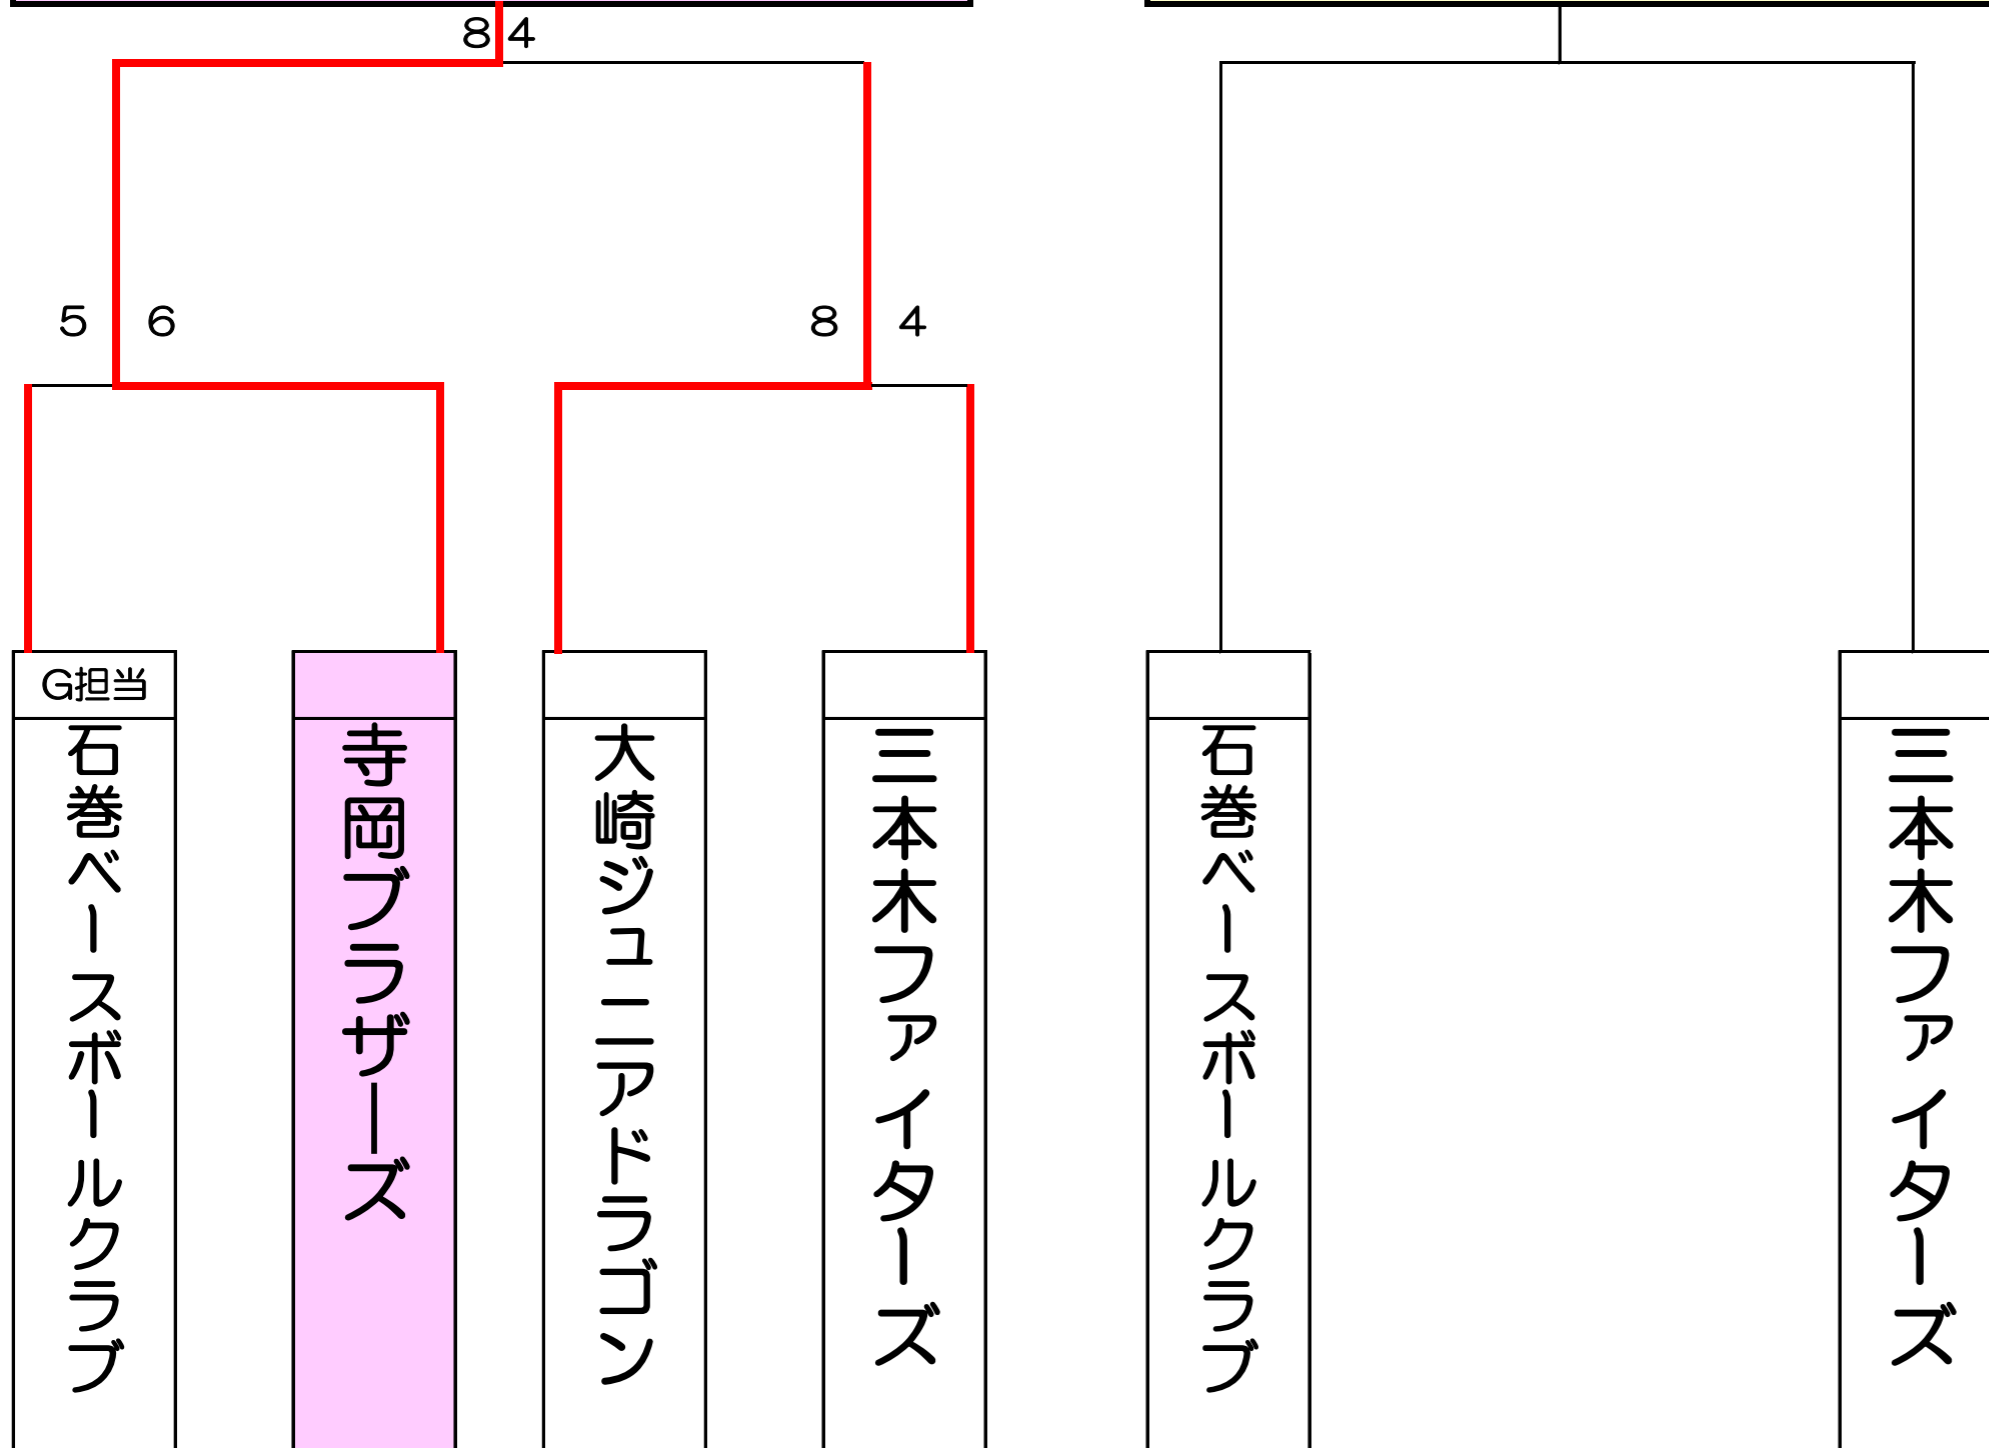 8 4
5 6
8 4
G担当
石巻ベースボールクラブ
寺岡ブラザーズ
大崎ジュニアドラゴン
三本木ファイターズ
石巻ベースボールクラブ
三本木ファイターズ